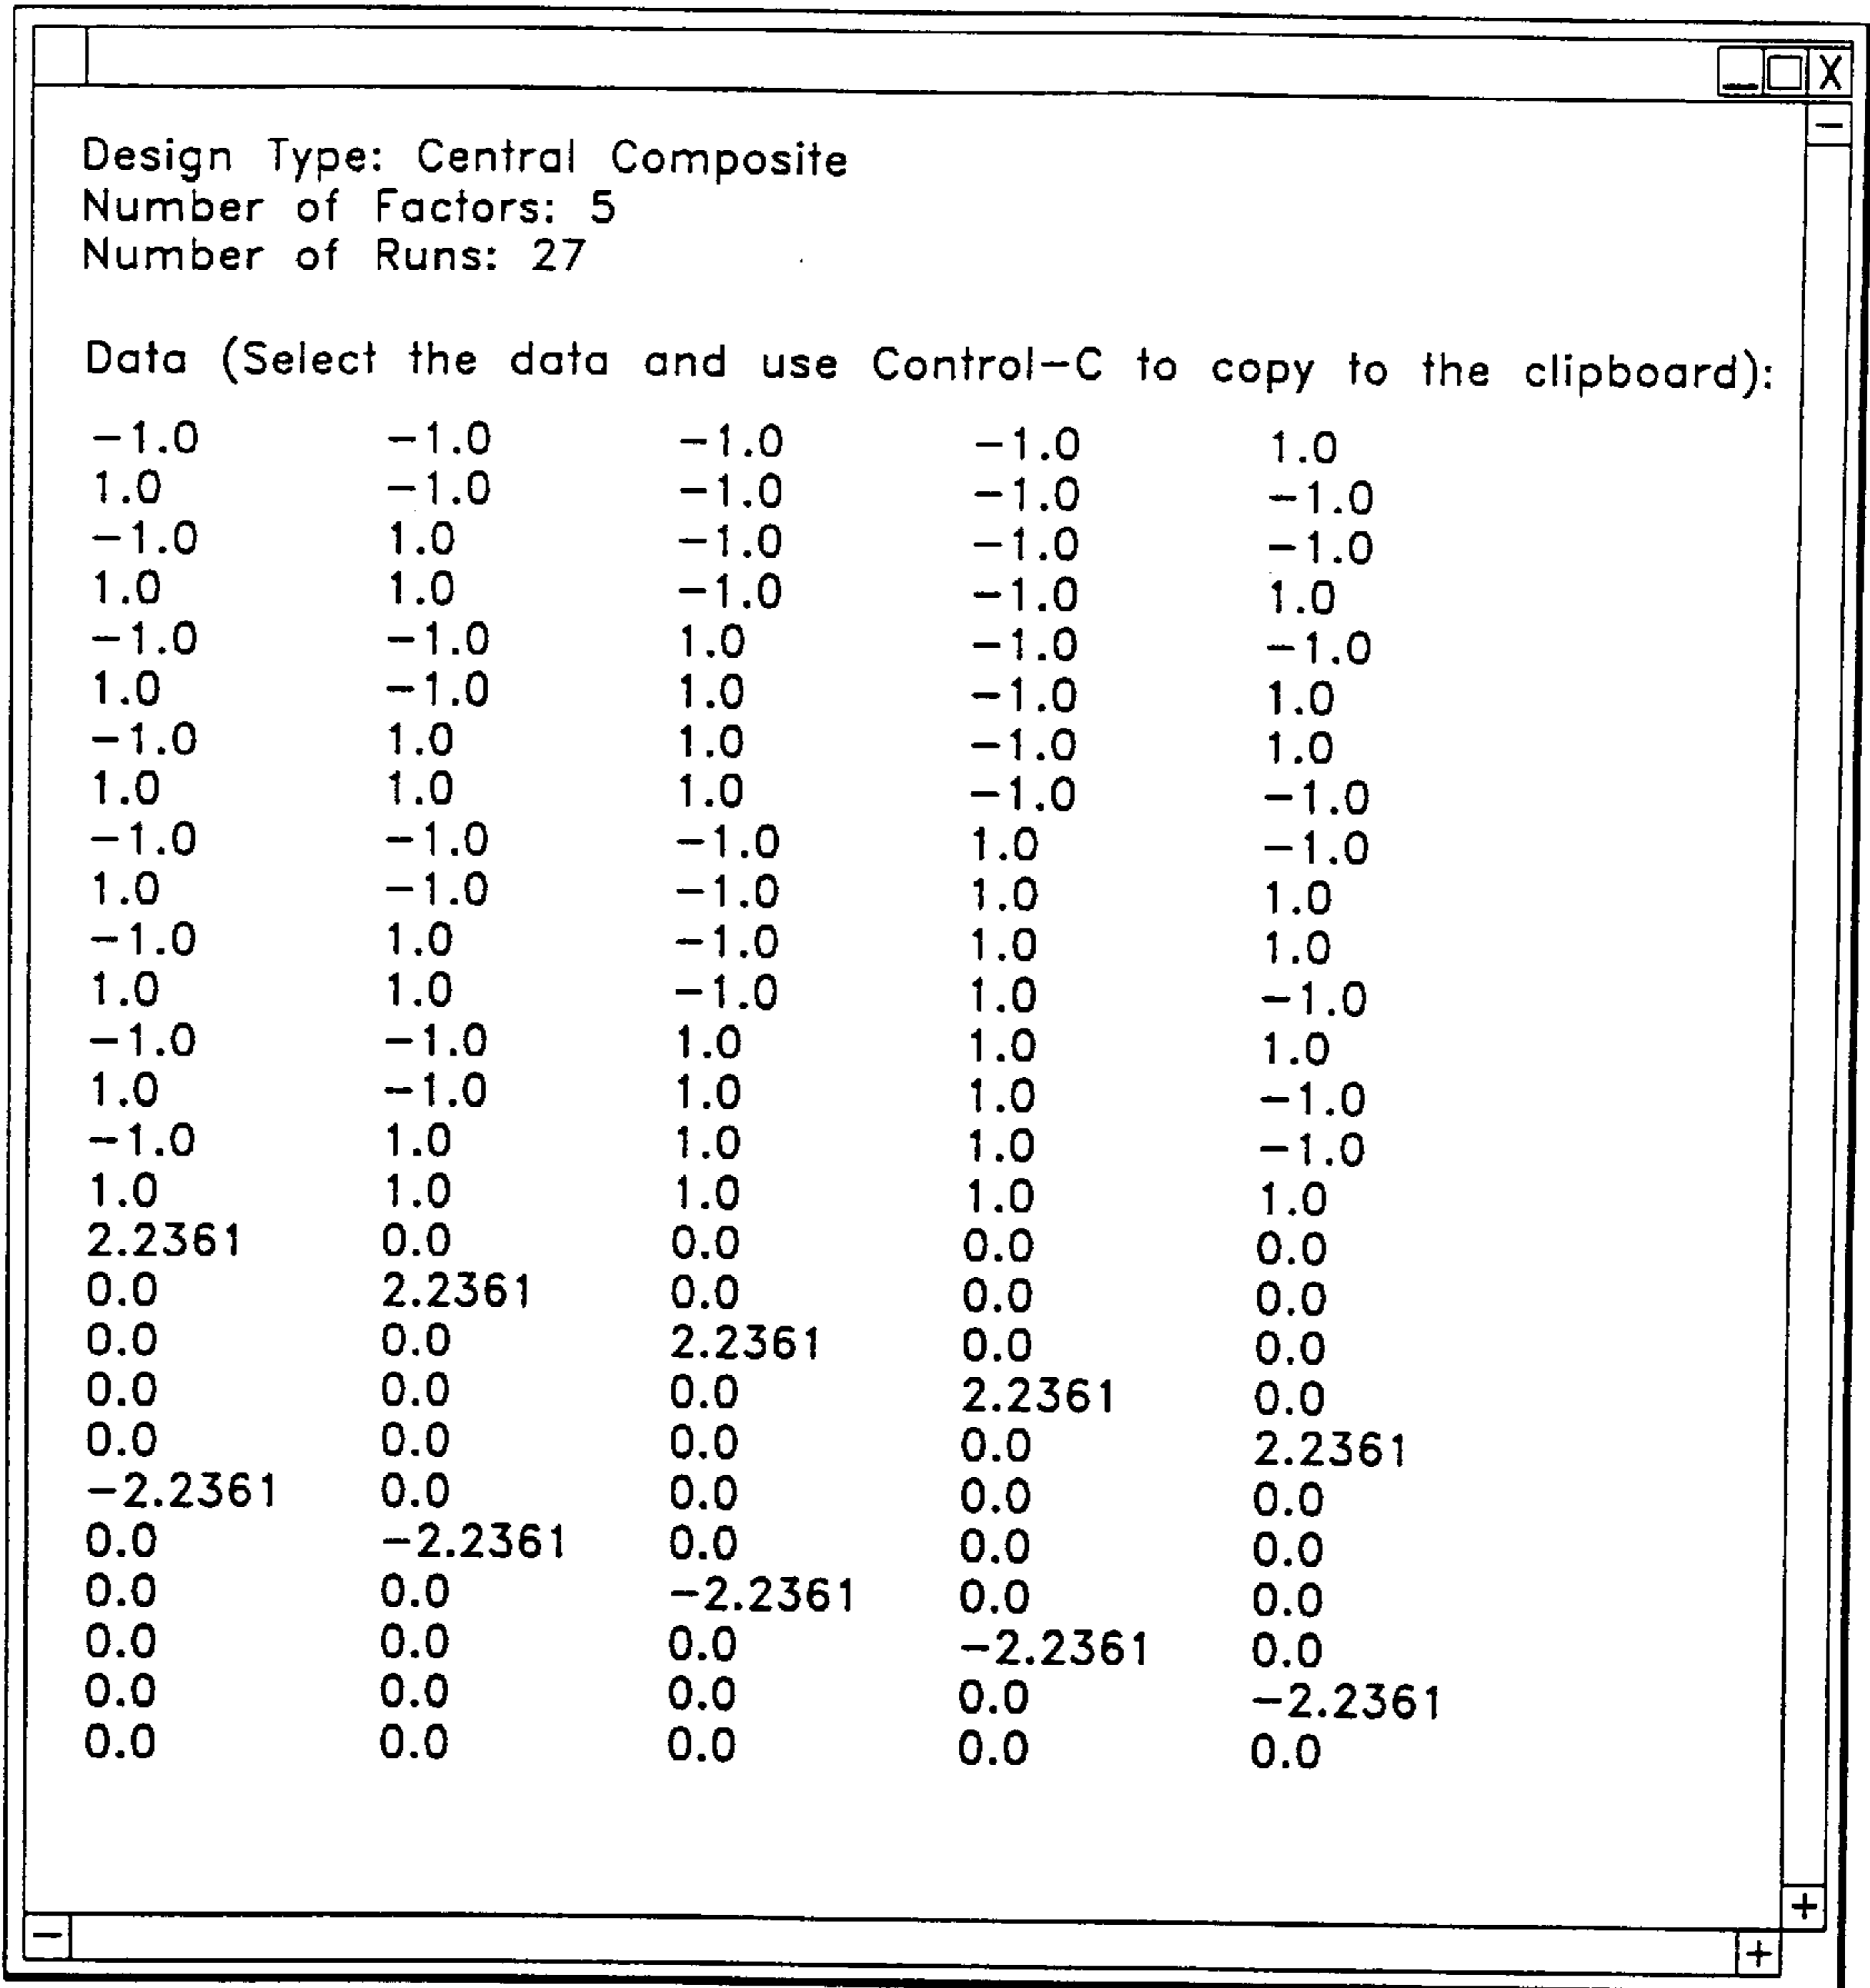 X
Design Type: Central Composite
Number of Factors: 5
Number of Runs: 27
Data (Select the data and use Control-C to copy to the clipboard):
-1.0 -1.0 -1.0 -1.0 1.0
1.0 -1.0 -1.0 -1.0 -1.0
-1.0 1.0 -1.0 -1.0 -1.0
1.0 1.0 -1.0 -1.0 1.0
-1.0 -1.0 1.0 -1.0 -1.0
1.0 -1.0 1.0 -1.0 1.0
-1.0 1.0 1.0 -1.0 1.0
1.0 1.0 1.0 -1.0 -1.0
-1.0 -1.0 -1.0 1.0 -1.0
1.0 -1.0 -1.0 1.0 1.0
-1.0 1.0 -1.0 1.0 1.0
1.0 1.0 -1.0 1.0 -1.0
-1.0 -1.0 1.0 1.0 1.0
1.0 -1.0 1.0 1.0 -1.0
-1.0 1.0 1.0 1.0 -1.0
1.0 1.0 1.0 1.0 1.0
2.2361 0.0 0.0 0.0 0.0
0.0 2.2361 0.0 0.0 0.0
0.0 0.0 2.2361 0.0 0.0
0.0 0.0 0.0 2.2361 0.0
0.0 0.0 0.0 0.0 2.2361
-2.2361 0.0 0.0 0.0 0.0
0.0 -2.2361 0.0 0.0 0.0
0.0 0.0 -2.2361 0.0 0.0
0.0 0.0 0.0 -2.2361 0.0
0.0 0.0 0.0 0.0 -2.2361
0.0 0.0 0.0 0.0 0.0